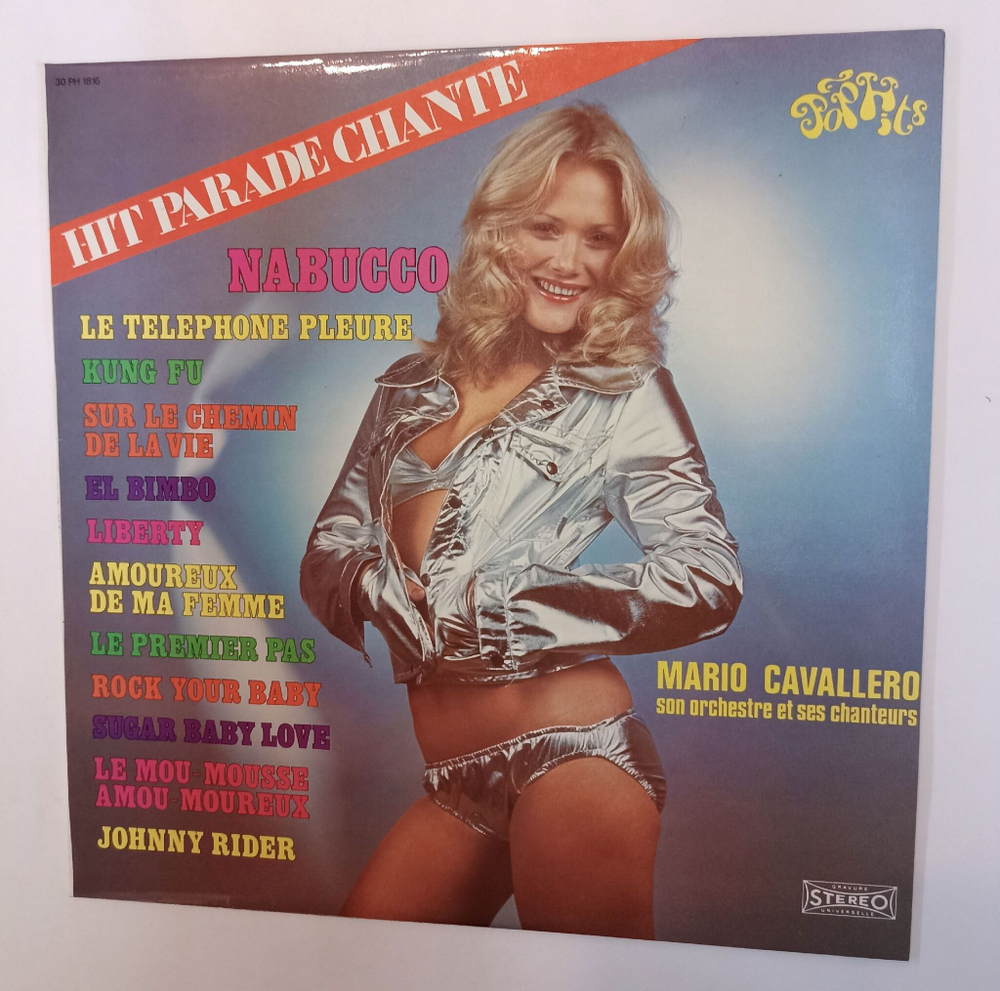 30 PH 1816
HIT PARADE CHANTE
Pop Hits
NABUCCO
LE TELEPHONE PLEURE
KUNG FU
SUR LE CHEMIN
DE LA VIE
EL BIMBO
LIBERTY
AMOUREUX
DE MA FEMME
LE PREMIER PAS
ROCK YOUR BABY
SUGAR BABY LOVE
LE MOU-MOUSSE
AMOU-MOUREUX
JOHNNY RIDER
MARIO CAVALLERO
son orchestre et ses chanteurs
GRAVURE
STEREO
UNIVERSELLE